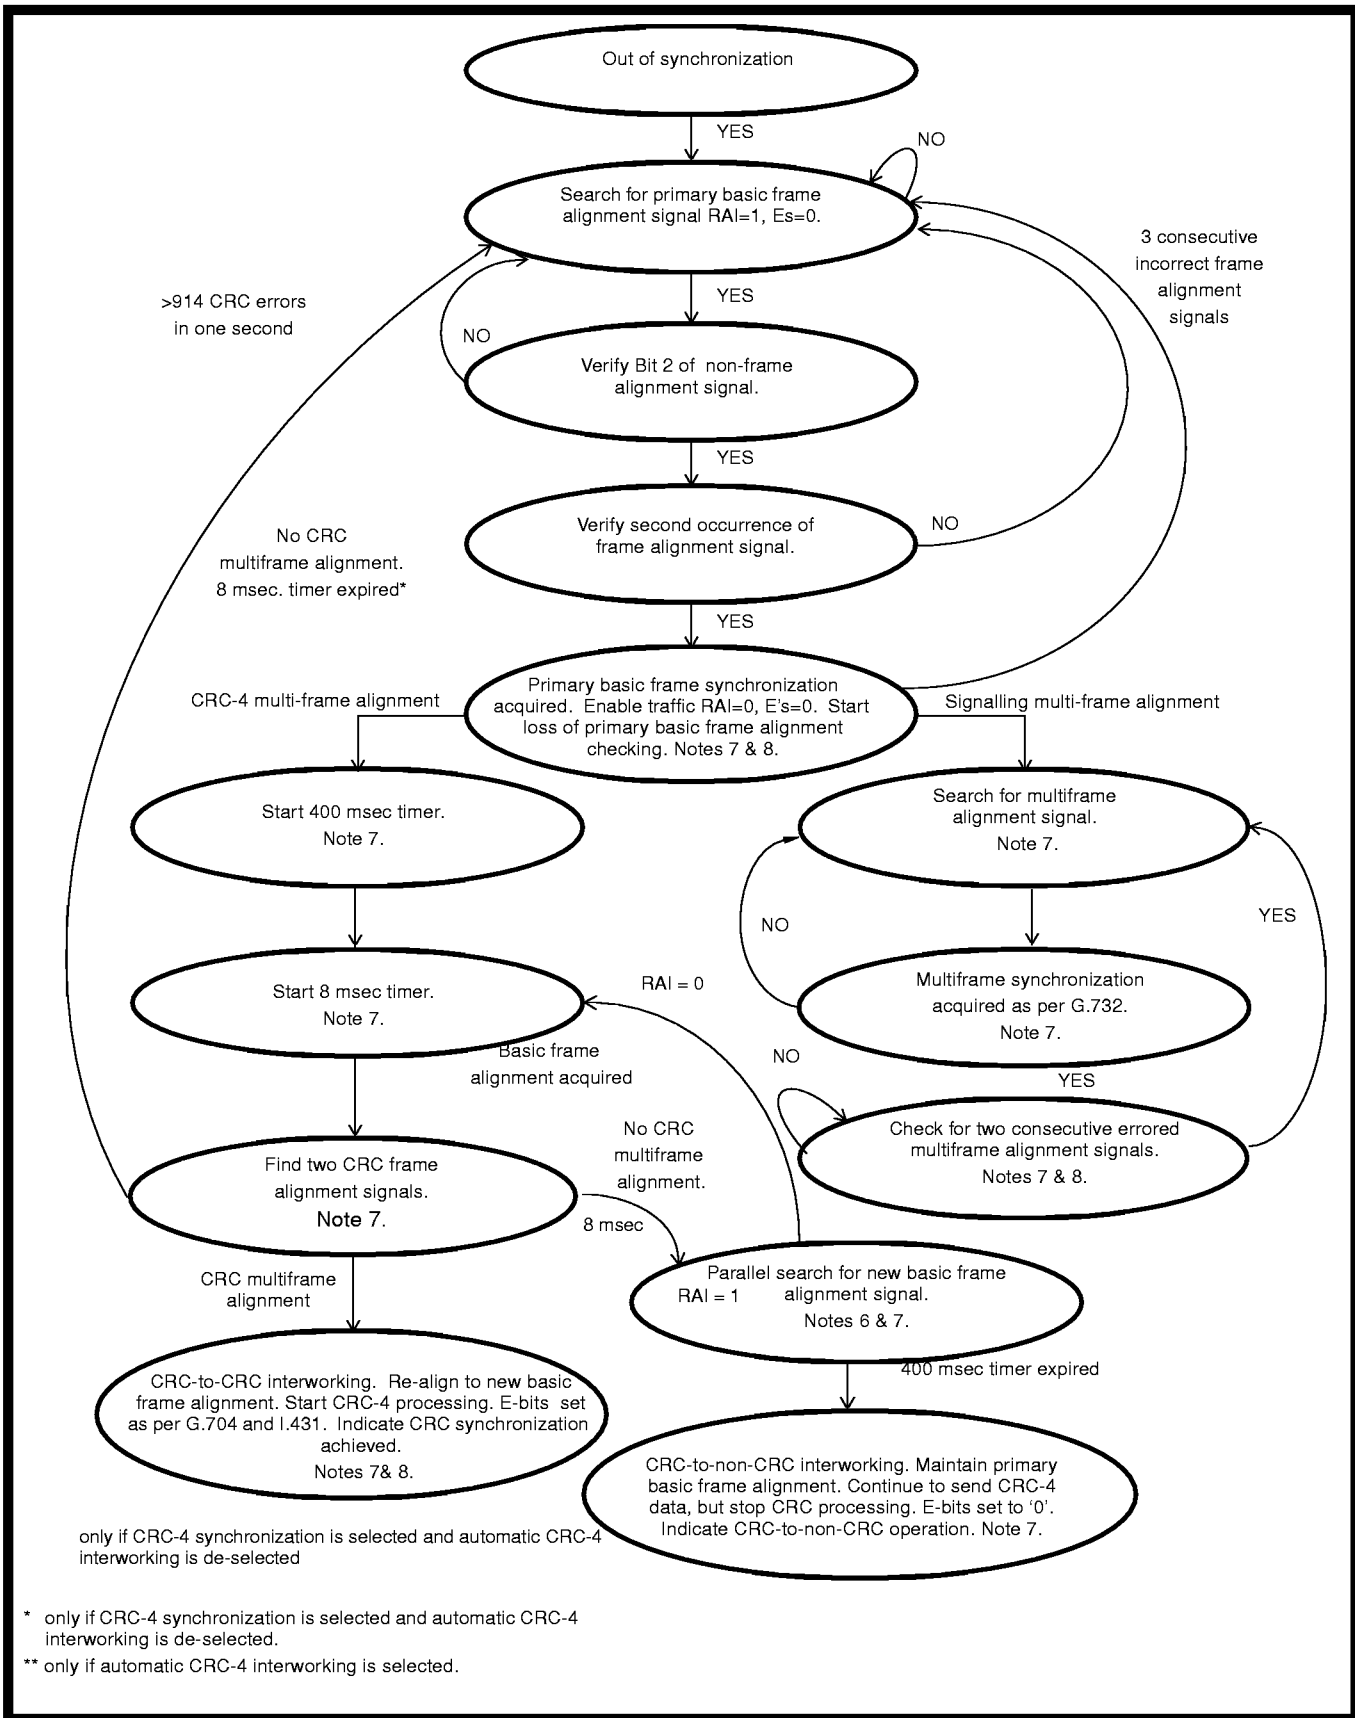 Out of synchronization
YES
NO
Search for primary basic frame
alignment signal RAI=1, Es=0.
3 consecutive
incorrect frame
alignment
signals
>914 CRC errors
in one second
YES
NO
Verify Bit 2 of non-frame
alignment signal.
YES
Verify second occurrence of
frame alignment signal.
NO
No CRC
multiframe alignment.
8 msec. timer expired*
YES
CRC-4 multi-frame alignment
Primary basic frame synchronization
acquired. Enable traffic RAI=0, E's=0. Start
loss of primary basic frame alignment
checking. Notes 7 & 8.
Signalling multi-frame alignment
Start 400 msec timer.
Note 7.
Search for multiframe
alignment signal.
Note 7.
NO
YES
Start 8 msec timer.
Note 7.
RAI = 0
Multiframe synchronization
acquired as per G.732.
Note 7.
Basic frame
alignment acquired
NO
YES
No CRC
multiframe
alignment.
Check for two consecutive errored
multiframe alignment signals.
Notes 7 & 8.
Find two CRC frame
alignment signals.
Note 7.
8 msec
CRC multiframe
alignment
Parallel search for new basic frame
RAI = 1 alignment signal.
Notes 6 & 7.
400 msec timer expired
CRC-to-CRC interworking. Re-align to new basic
frame alignment. Start CRC-4 processing. E-bits set
as per G.704 and I.431. Indicate CRC synchronization
achieved.
Notes 7& 8.
CRC-to-non-CRC interworking. Maintain primary
basic frame alignment. Continue to send CRC-4
data, but stop CRC processing. E-bits set to ‘0’.
Indicate CRC-to-non-CRC operation. Note 7.
only if CRC-4 synchronization is selected and automatic CRC-4
interworking is de-selected
* only if CRC-4 synchronization is selected and automatic CRC-4
interworking is de-selected.
** only if automatic CRC-4 interworking is selected.